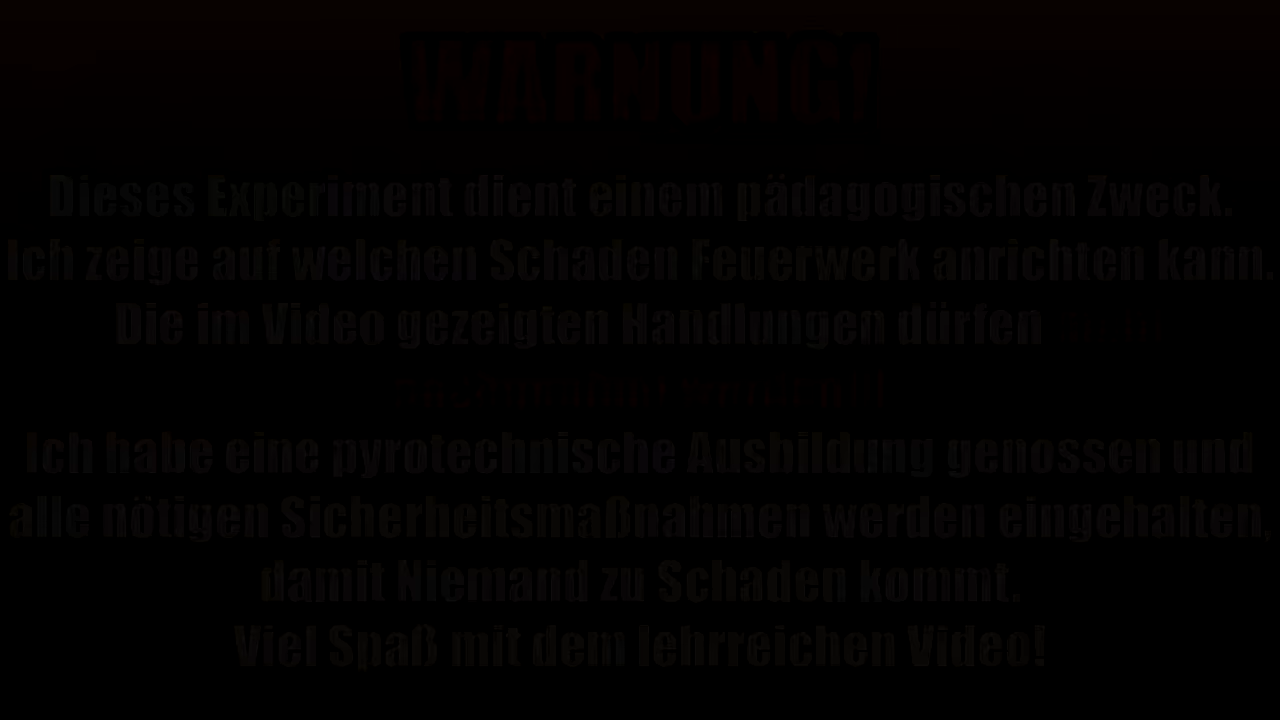 WARNUNG!
Dieses Experiment dient einem pädagogischen Zweck.
Ich zeige auf welchen Schaden Feuerwerk anrichten kann.
Die im Video gezeigten Handlungen dürfen
Ich habe eine pyrotechnische Ausbildung genossen und
alle nötigen Sicherheitsmaßnahmen werden eingehalten,
damit Niemand zu Schaden kommt.
Viel Spaß mit dem lehrreichen Video!